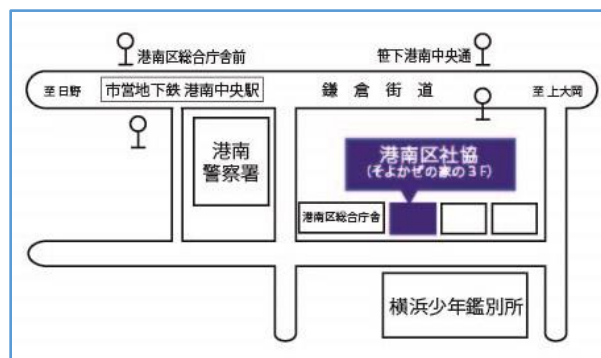 港南区総合庁舎前
笹下港南中央通
至日野
市営地下鉄 港南中央駅
鎌倉街道
至上大岡
港南
警察署
港南区社協
(そよかぜの家の3F)
港南区総合庁舎
横浜少年鑑別所